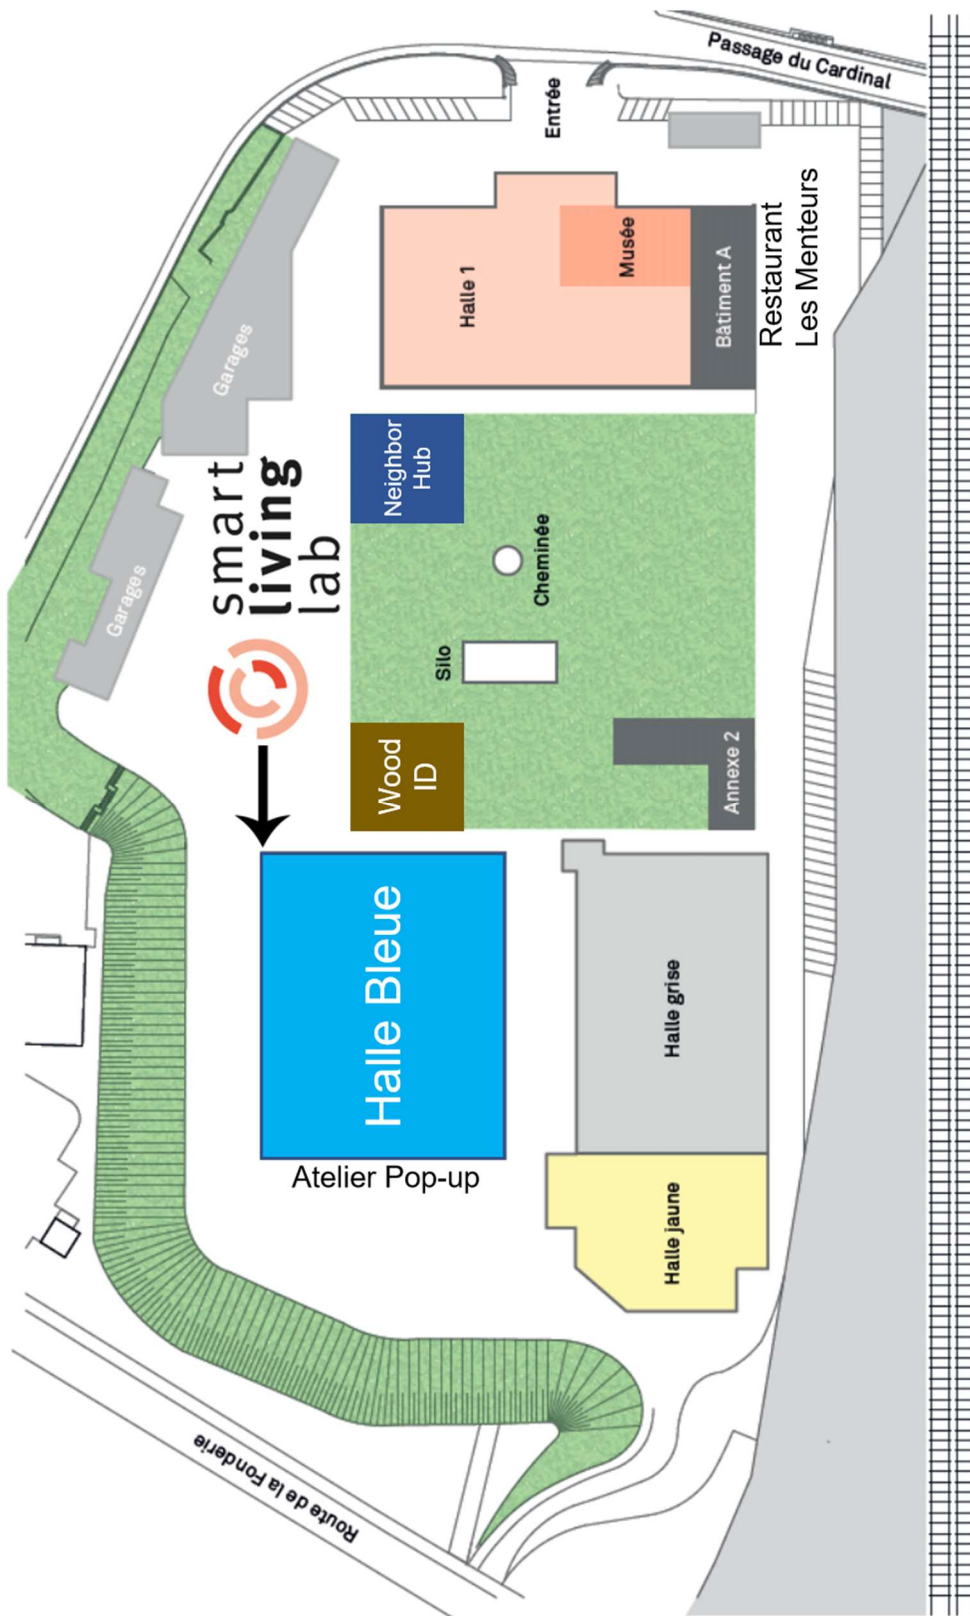 Passage du Cardinal
Entrée
Musée
Halle 1
Bâtiment A
Restaurant
Les Menteurs
Garages
Garages
smart
living
lab
Neighbor
Hub
Cheminée
Silo
Wood
ID
Annexe 2
Halle Bleue
Atelier Pop-up
Halle grise
Halle jaune
Route de la Fonderie